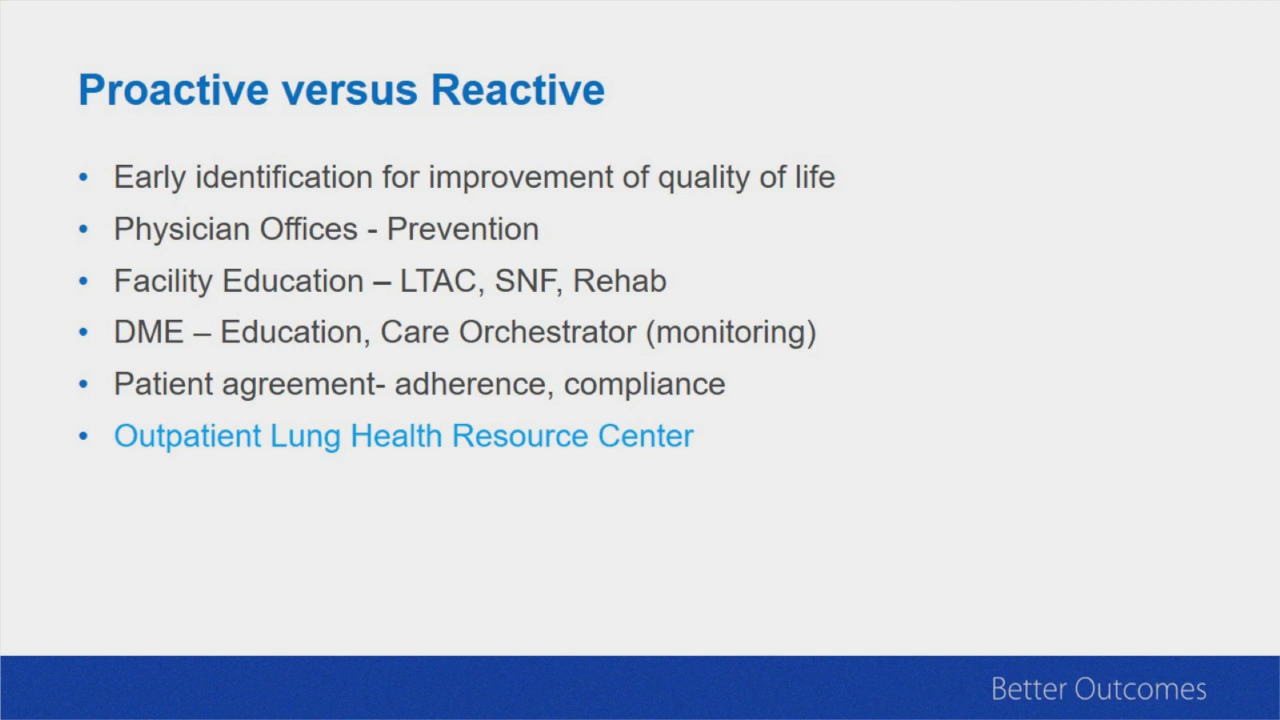 Proactive versus Reactive
• Early identification for improvement of quality of life
• Physician Offices - Prevention
• Facility Education – LTAC, SNF, Rehab
• DME – Education, Care Orchestrator (monitoring)
• Patient agreement- adherence, compliance
• Outpatient Lung Health Resource Center
Better Outcomes